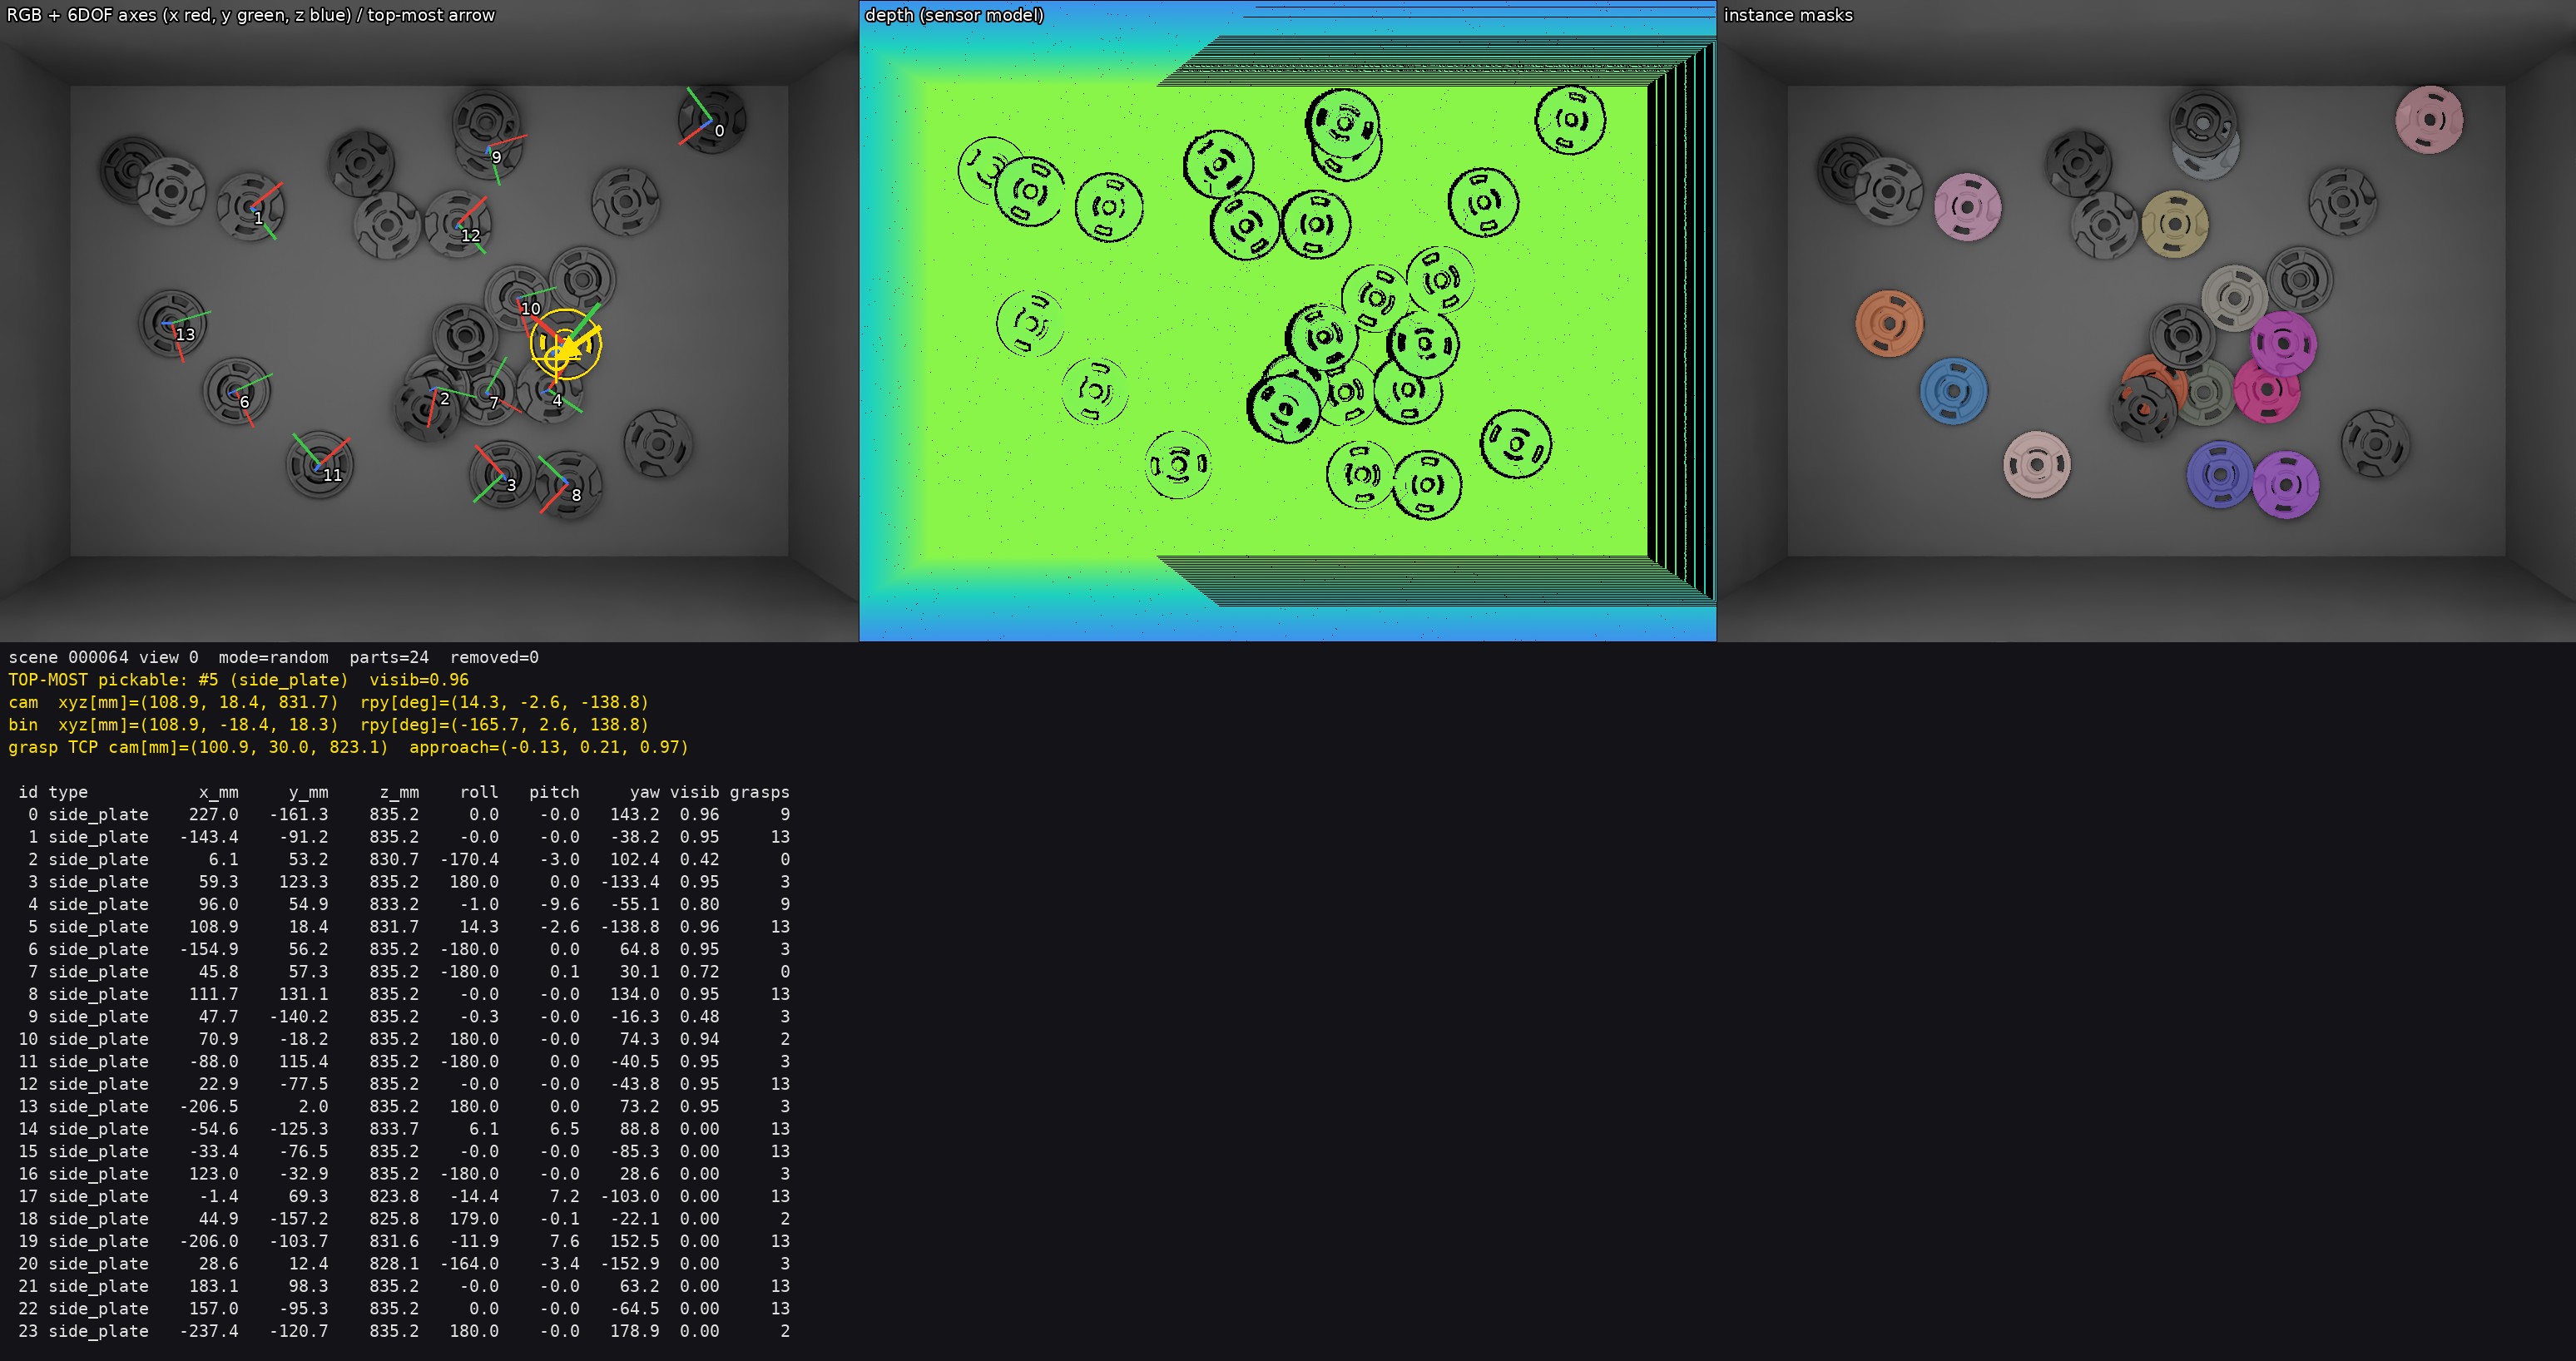 RGB + 6DOF axes (x red, y green, z blue) / top-most arrow
depth (sensor model)
instance masks
0
9
1
12
10
13
6
2
7
4
11
3
8
scene 000064 view 0  mode=random  parts=24  removed=0
TOP-MOST pickable: #5 (side_plate)  visib=0.96
cam  xyz[mm]=(108.9, 18.4, 831.7)  rpy[deg]=(14.3, -2.6, -138.8)
bin  xyz[mm]=(108.9, -18.4, 18.3)  rpy[deg]=(-165.7, 2.6, 138.8)
grasp TCP cam[mm]=(100.9, 30.0, 823.1)  approach=(-0.13, 0.21, 0.97)
id type x_mm y_mm z_mm roll pitch yaw visib grasps
0 side_plate 227.0 -161.3 835.2 0.0 -0.0 143.2 0.96 9
1 side_plate -143.4 -91.2 835.2 -0.0 -0.0 -38.2 0.95 13
2 side_plate 6.1 53.2 830.7 -170.4 -3.0 102.4 0.42 0
3 side_plate 59.3 123.3 835.2 180.0 0.0 -133.4 0.95 3
4 side_plate 96.0 54.9 833.2 -1.0 -9.6 -55.1 0.80 9
5 side_plate 108.9 18.4 831.7 14.3 -2.6 -138.8 0.96 13
6 side_plate -154.9 56.2 835.2 -180.0 0.0 64.8 0.95 3
7 side_plate 45.8 57.3 835.2 -180.0 0.1 30.1 0.72 0
8 side_plate 111.7 131.1 835.2 -0.0 -0.0 134.0 0.95 13
9 side_plate 47.7 -140.2 835.2 -0.3 -0.0 -16.3 0.48 3
10 side_plate 70.9 -18.2 835.2 180.0 -0.0 74.3 0.94 2
11 side_plate -88.0 115.4 835.2 -180.0 0.0 -40.5 0.95 3
12 side_plate 22.9 -77.5 835.2 -0.0 -0.0 -43.8 0.95 13
13 side_plate -206.5 2.0 835.2 180.0 0.0 73.2 0.95 3
14 side_plate -54.6 -125.3 833.7 6.1 6.5 88.8 0.00 13
15 side_plate -33.4 -76.5 835.2 -0.0 -0.0 -85.3 0.00 13
16 side_plate 123.0 -32.9 835.2 -180.0 -0.0 28.6 0.00 3
17 side_plate -1.4 69.3 823.8 -14.4 7.2 -103.0 0.00 13
18 side_plate 44.9 -157.2 825.8 179.0 -0.1 -22.1 0.00 2
19 side_plate -206.0 -103.7 831.6 -11.9 7.6 152.5 0.00 13
20 side_plate 28.6 12.4 828.1 -164.0 -3.4 -152.9 0.00 3
21 side_plate 183.1 98.3 835.2 -0.0 -0.0 63.2 0.00 13
22 side_plate 157.0 -95.3 835.2 0.0 -0.0 -64.5 0.00 13
23 side_plate -237.4 -120.7 835.2 180.0 -0.0 178.9 0.00 2